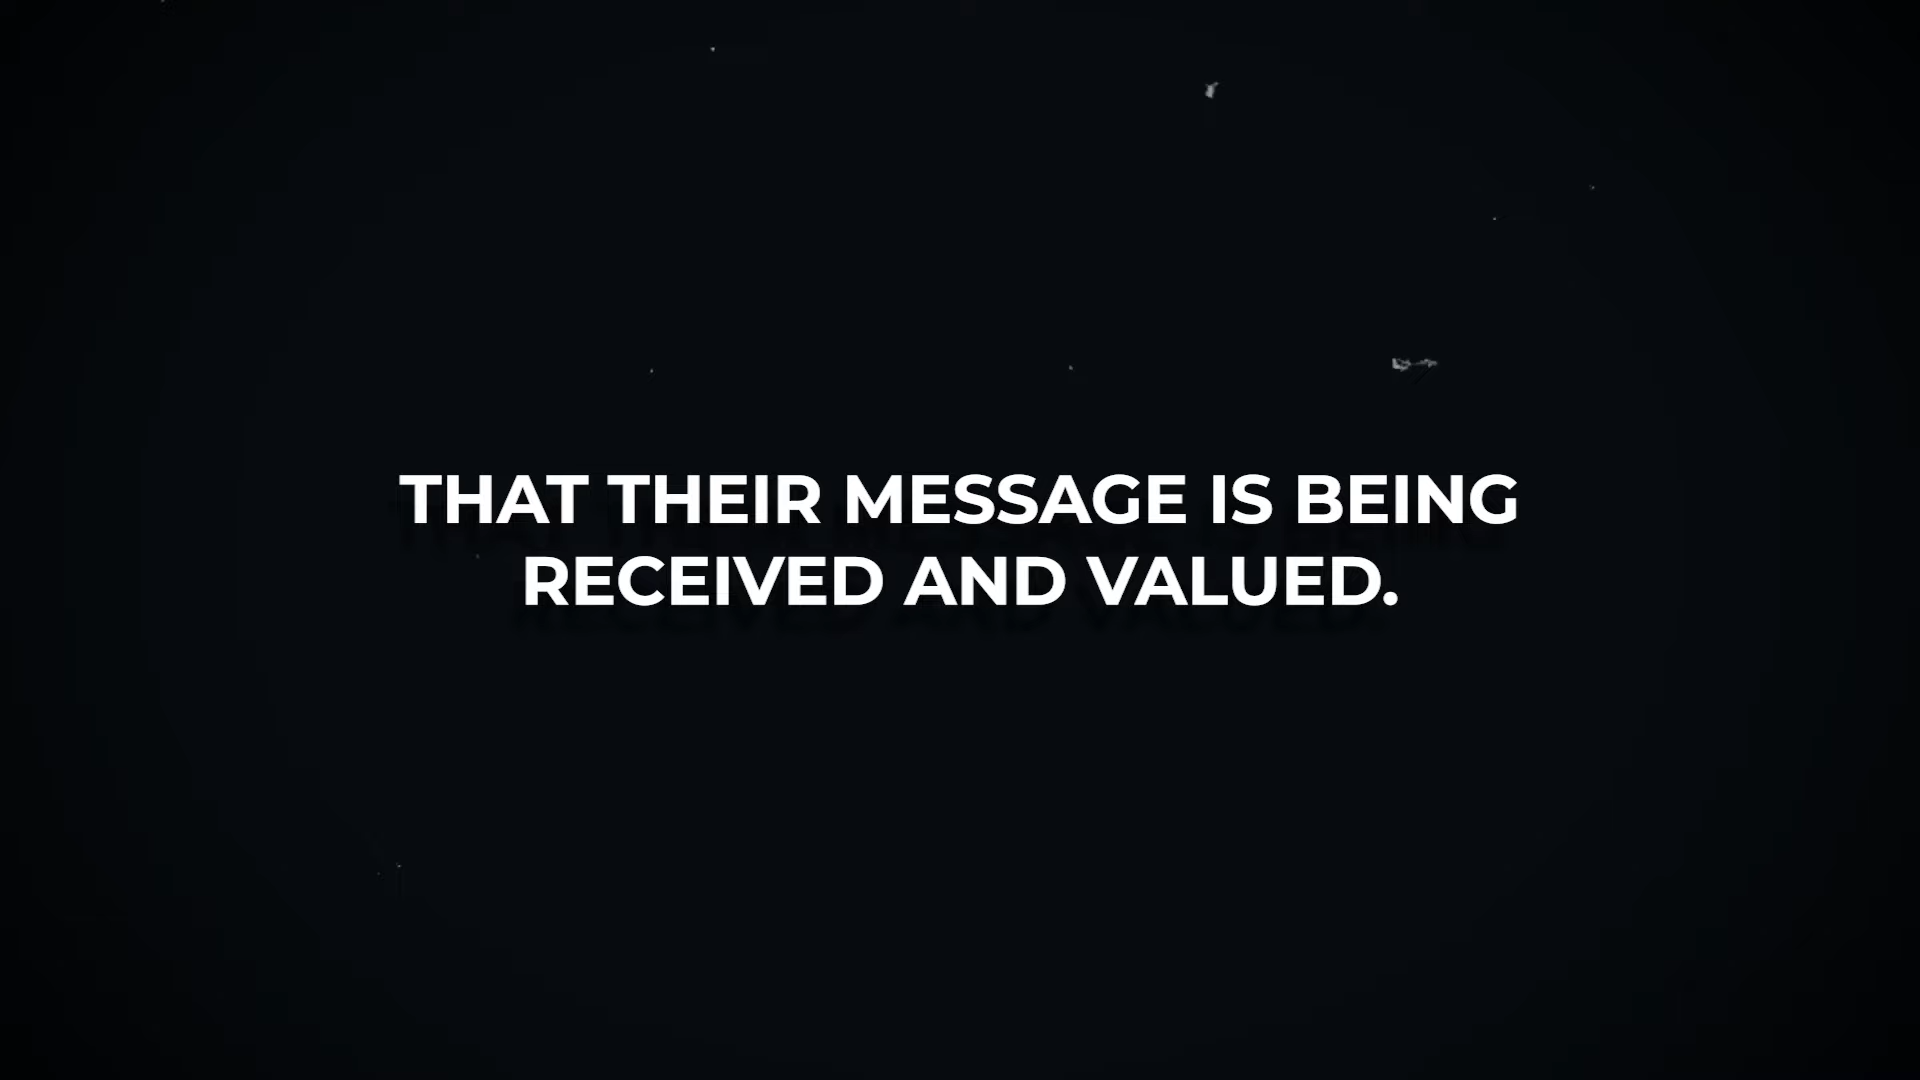 THAT THEIR MESSAGE IS BEING
RECEIVED AND VALUED.